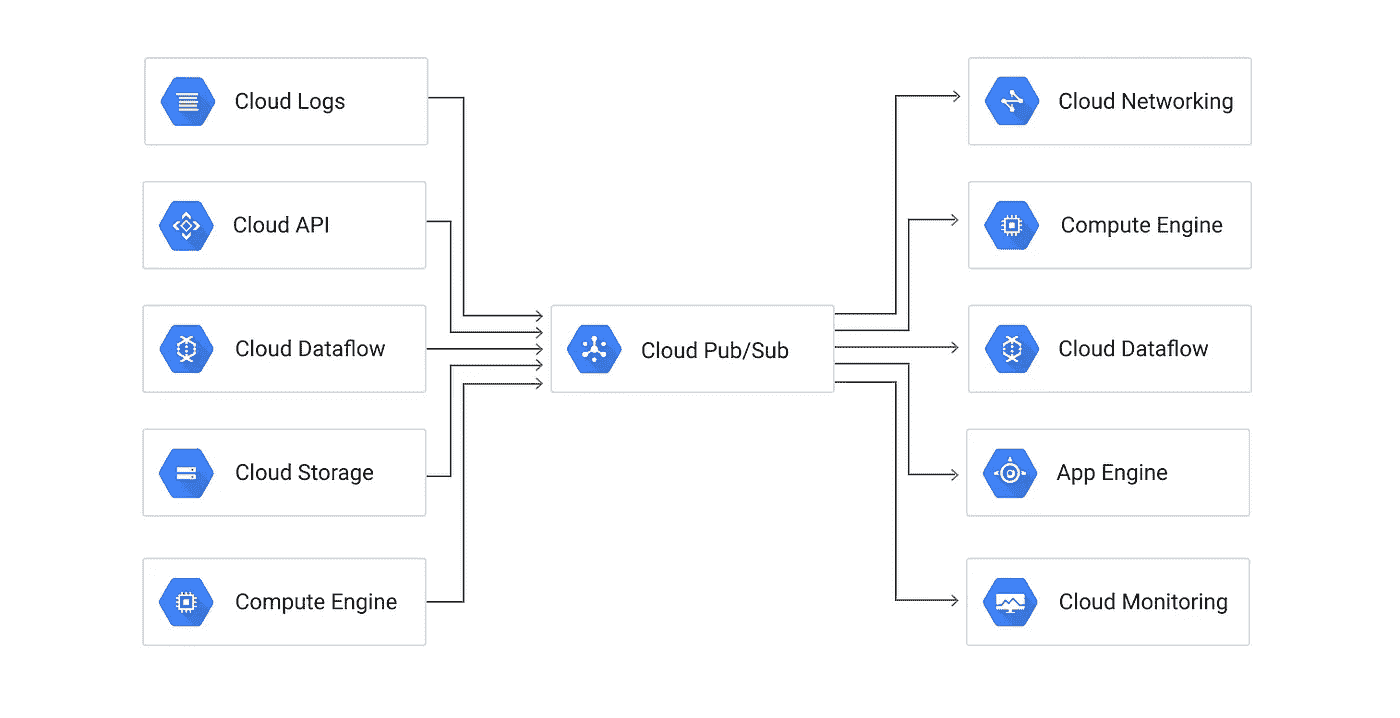 Cloud Logs
Cloud API
Cloud Dataflow
Cloud Storage
Compute Engine
Cloud Pub/Sub
Cloud Networking
Compute Engine
Cloud Dataflow
App Engine
Cloud Monitoring